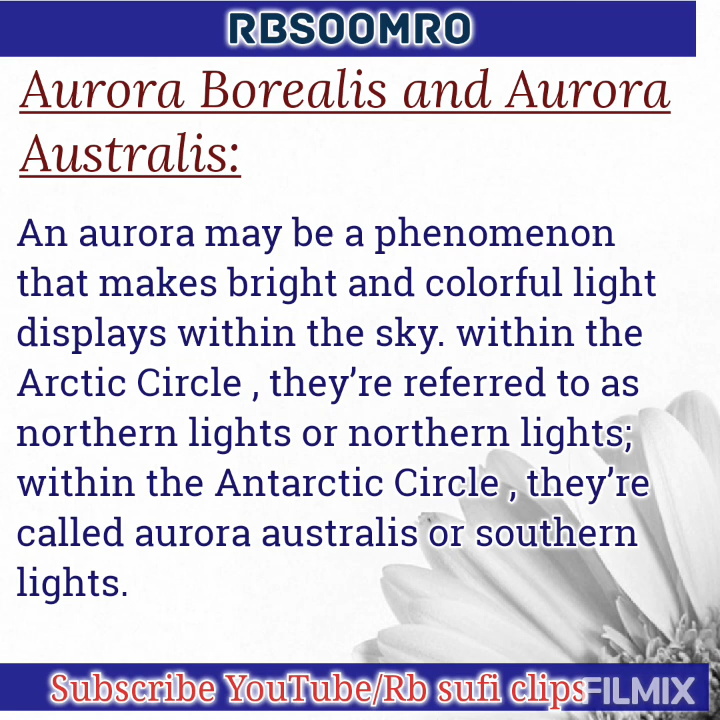 RBSOOMRO
Aurora Borealis and Aurora
Australis:
An aurora may be a phenomenon
that makes bright and colorful light
displays within the sky. within the
Arctic Circle , they’re referred to as
northern lights or northern lights;
within the Antarctic Circle , they’re
called aurora australis or southern
lights.
Subscribe YouTube/Rb sufi clips FILMIX